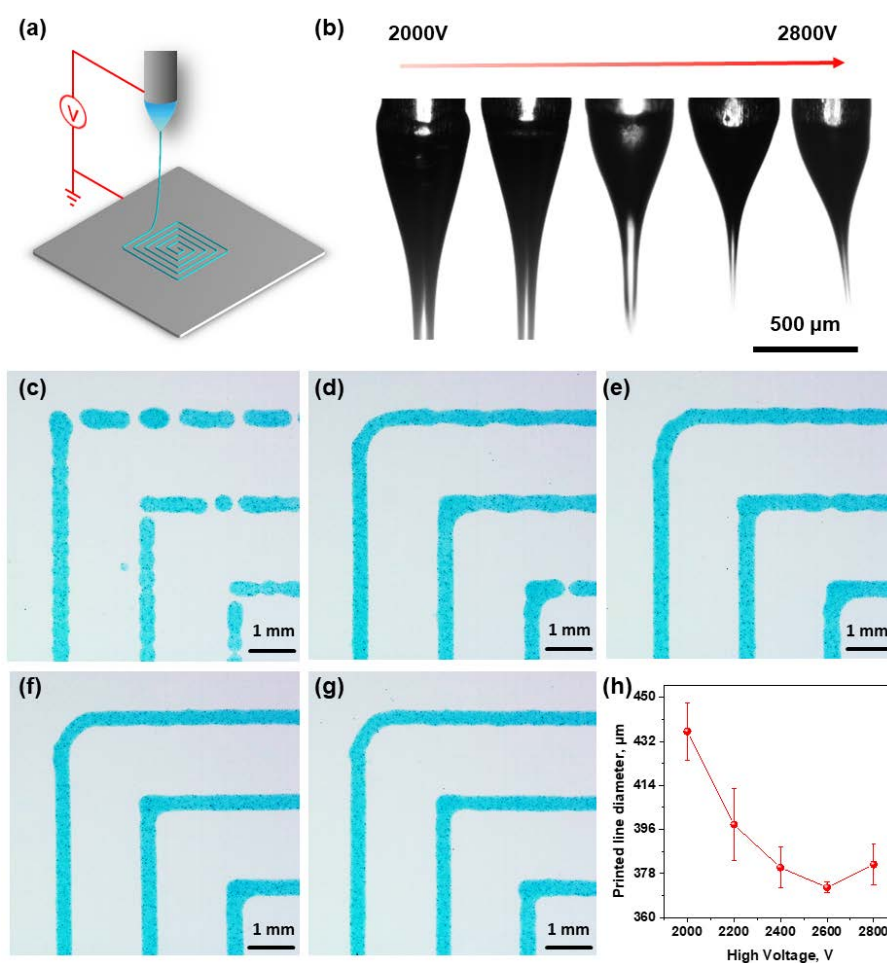 (a)
V
(b)
2000V
2800V
500 μm
(c)
1 mm
(d)
1 mm
(e)
1 mm
(f)
1 mm
(g)
1 mm
(h)
Printed line diameter, μm
450
432
414
396
378
360
2000 2200 2400 2600 2800
High Voltage, V